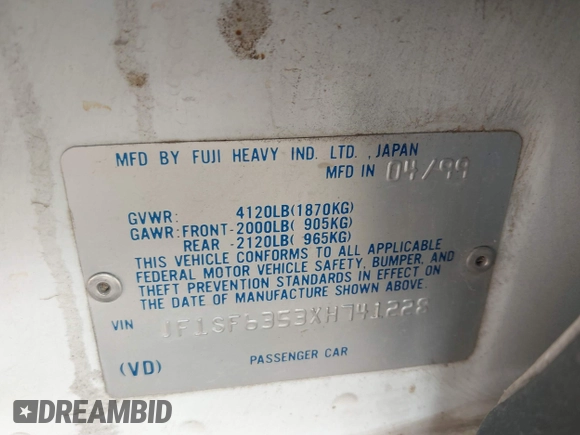 MFD BY FUJI HEAVY IND. LTD. , JAPAN
MFD IN 04/99
GVWR: 4120LB(1870KG)
GAWR: FRONT-2000LB( 905KG)
REAR -2120LB( 965KG)
THIS VEHICLE CONFORMS TO ALL APPLICABLE
FEDERAL MOTOR VEHICLE SAFETY, BUMPER, AND
THEFT PREVENTION STANDARDS IN EFFECT ON
THE DATE OF MANUFACTURE SHOWN ABOVE.
VIN JF1SF6353XH741228
(VD) PASSENGER CAR
DREAMBID